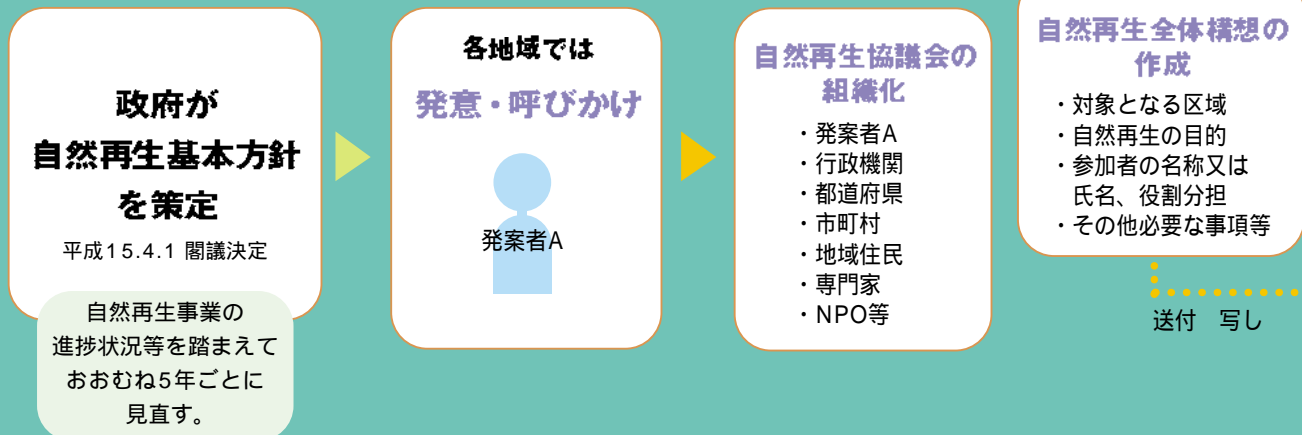 政府が
自然再生基本方針
を策定
平成15.4.1 閣議決定
自然再生事業の
進捗状況等を踏まえて
おおむね5年ごとに
見直す。
各地域では
発意・呼びかけ
発案者A
自然再生協議会の
組織化
・発案者A
・行政機関
・都道府県
・市町村
・地域住民
・専門家
・NPO等
自然再生全体構想の
作成
・対象となる区域
・自然再生の目的
・参加者の名称又は
氏名、役割分担
・その他必要な事項等
送付 写し